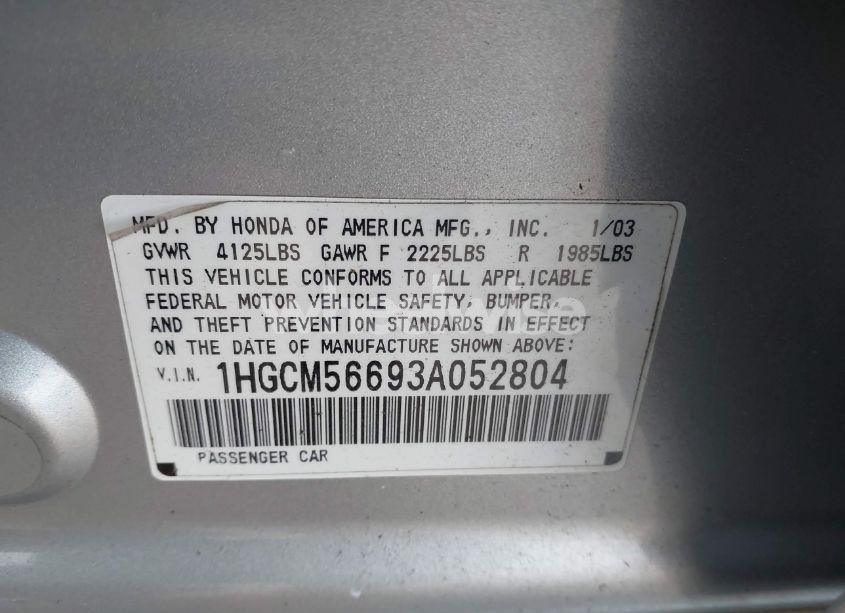 MFD. BY HONDA OF AMERICA MFG., INC. 1/03
GVWR 4125LBS GAWR F 2225LBS R 1985LBS
THIS VEHICLE CONFORMS TO ALL APPLICABLE
FEDERAL MOTOR VEHICLE SAFETY, BUMPER,
AND THEFT PREVENTION STANDARDS IN EFFECT
ON THE DATE OF MANUFACTURE SHOWN ABOVE:
V.I.N. 1HGCM56693A052804
PASSENGER CAR